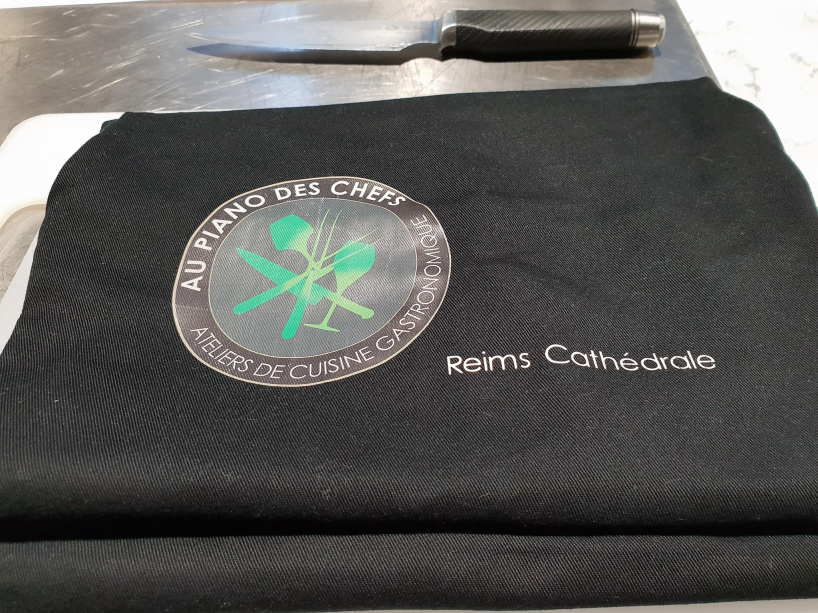 AU PIANO DES CHEFS
ATELIERS DE CUISINE GASTRONOMIQUE
Reims Cathédrale